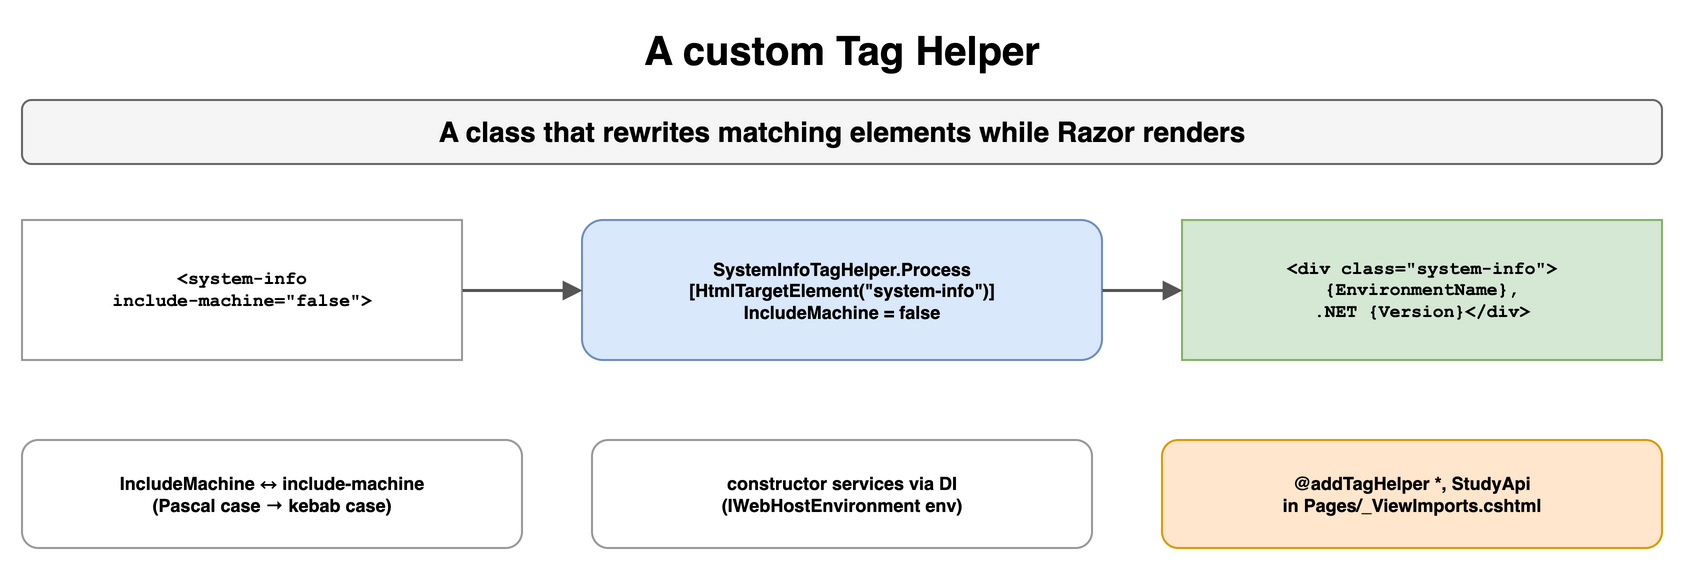 A custom Tag Helper
A class that rewrites matching elements while Razor renders
<system-info
include-machine="false">
SystemInfoTagHelper.Process
[HtmlTargetElement("system-info")]
IncludeMachine = false
<div class="system-info">
{EnvironmentName},
.NET {Version}</div>
IncludeMachine ↔ include-machine
(Pascal case → kebab case)
constructor services via DI
(IWebHostEnvironment env)
@addTagHelper *, StudyApi
in Pages/_ViewImports.cshtml